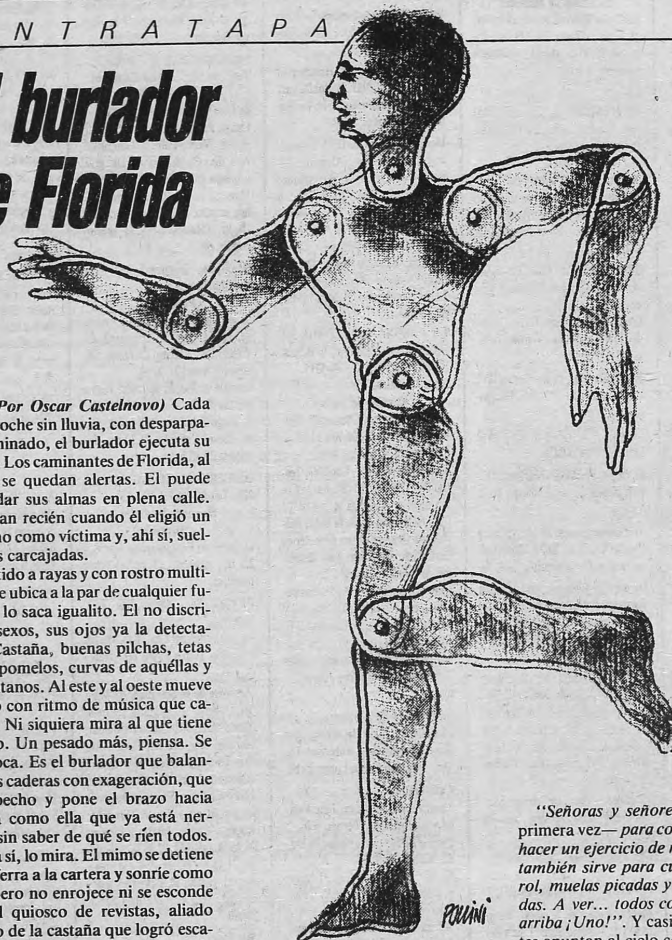 NTRATAPA
burlador
e Florida
Por Oscar Castelnovo) Cada
oche sin lluvia, con desparpa-
minado, el burlador ejecuta su
Los caminantes de Florida, al
se quedan alertas. El puede
dar sus almas en plena calle.
an recién cuando él eligió un
no como víctima y, ahí sí, suel-
s carcajadas.
tido a rayas y con rostro multi-
e ubica a la par de cualquier fu-
lo saca igualito. El no discri-
sexos, sus ojos ya la detecta-
Castaña, buenas pilchas, tetas
pomelos, curvas de aquéllas y
tanos. Al este y al oeste mueve
con ritmo de música que ca-
Ni siquiera mira al que tiene
o. Un pesado más, piensa. Se
oca. Es el burlador que balan-
s caderas con exageración, que
pecho y pone el brazo hacia
como ella que ya está ner-
sin saber de qué se ríen todos.
sí, lo mira. El mimo se detiene
erra a la cartera y sonríe como
pero no enrojece ni se esconde
l quiosco de revistas, aliado
o de la castaña que logró esca-
POLLINI
"Señoras y señore
primera vez— para co
hacer un ejercicio de r
también sirve para cu
rol, muelas picadas y
das. A ver... todos co
arriba ¡Uno!". Y casi